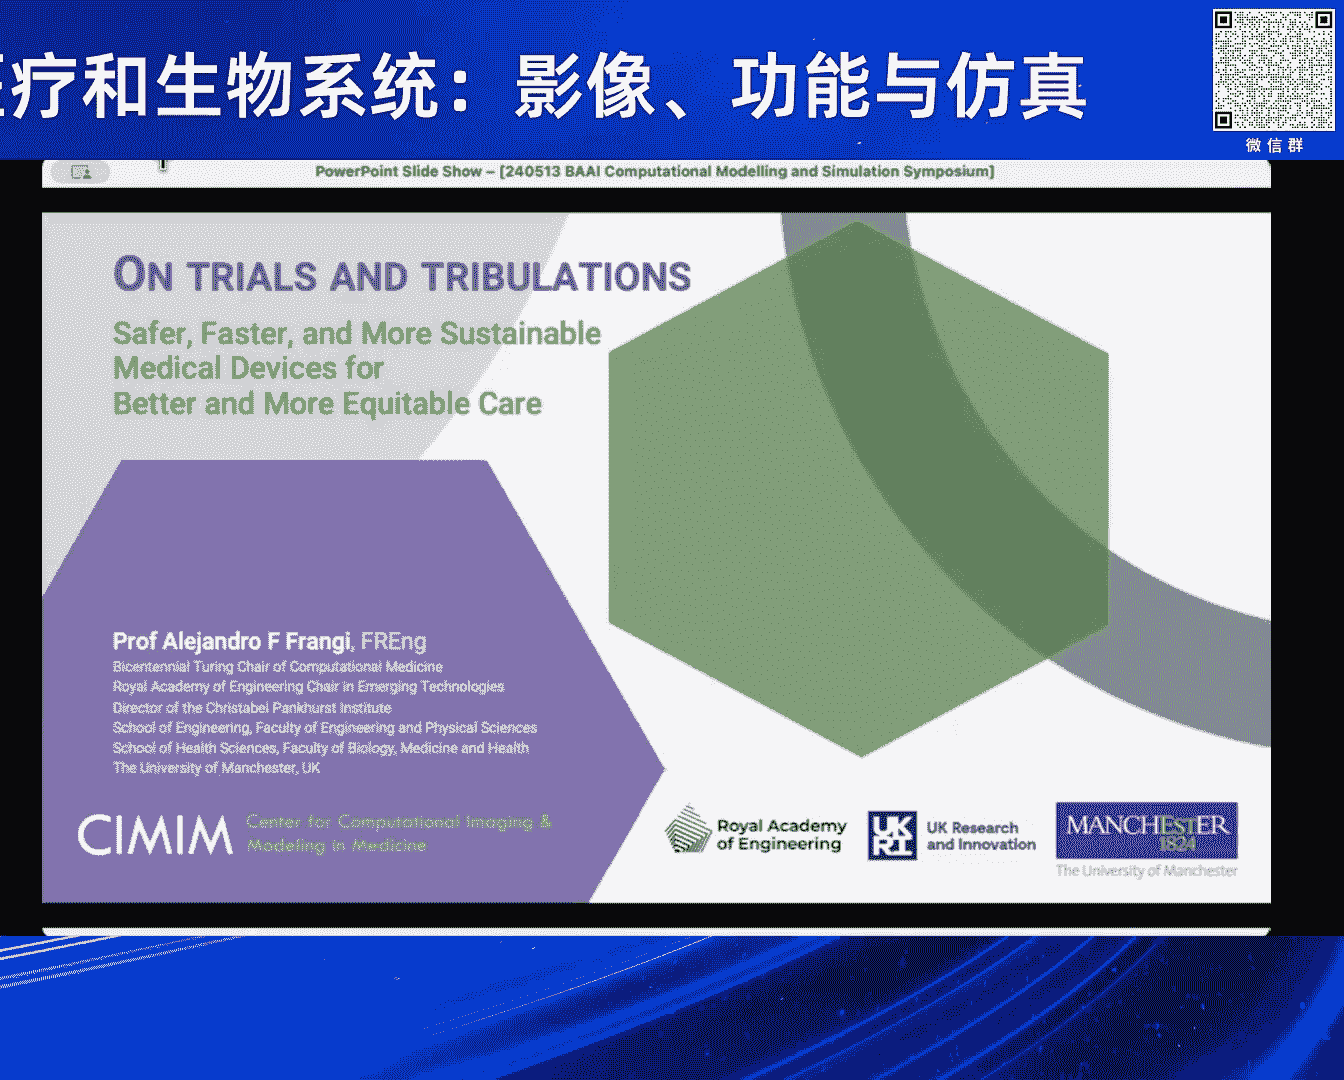 疗和生物系统：影像、功能与仿真
微信群
PowerPoint Slide Show – [240513 BAAI Computational Modelling and Simulation Symposium]
ON TRIALS AND TRIBULATIONS
Safer, Faster, and More Sustainable
Medical Devices for
Better and More Equitable Care
Prof Alejandro F Frangi, FREng
Bicentennial Turing Chair of Computational Medicine
Royal Academy of Engineering Chair in Emerging Technologies
Director of the Christabel Pankhurst Institute
School of Engineering, Faculty of Engineering and Physical Sciences
School of Health Sciences, Faculty of Biology, Medicine and Health
The University of Manchester, UK
CIMIM
Center for Computational Imaging &
Modeling in Medicine
Royal Academy
of Engineering
UK
RI
UK Research
and Innovation
MANCHESTER
1824
The University of Manchester